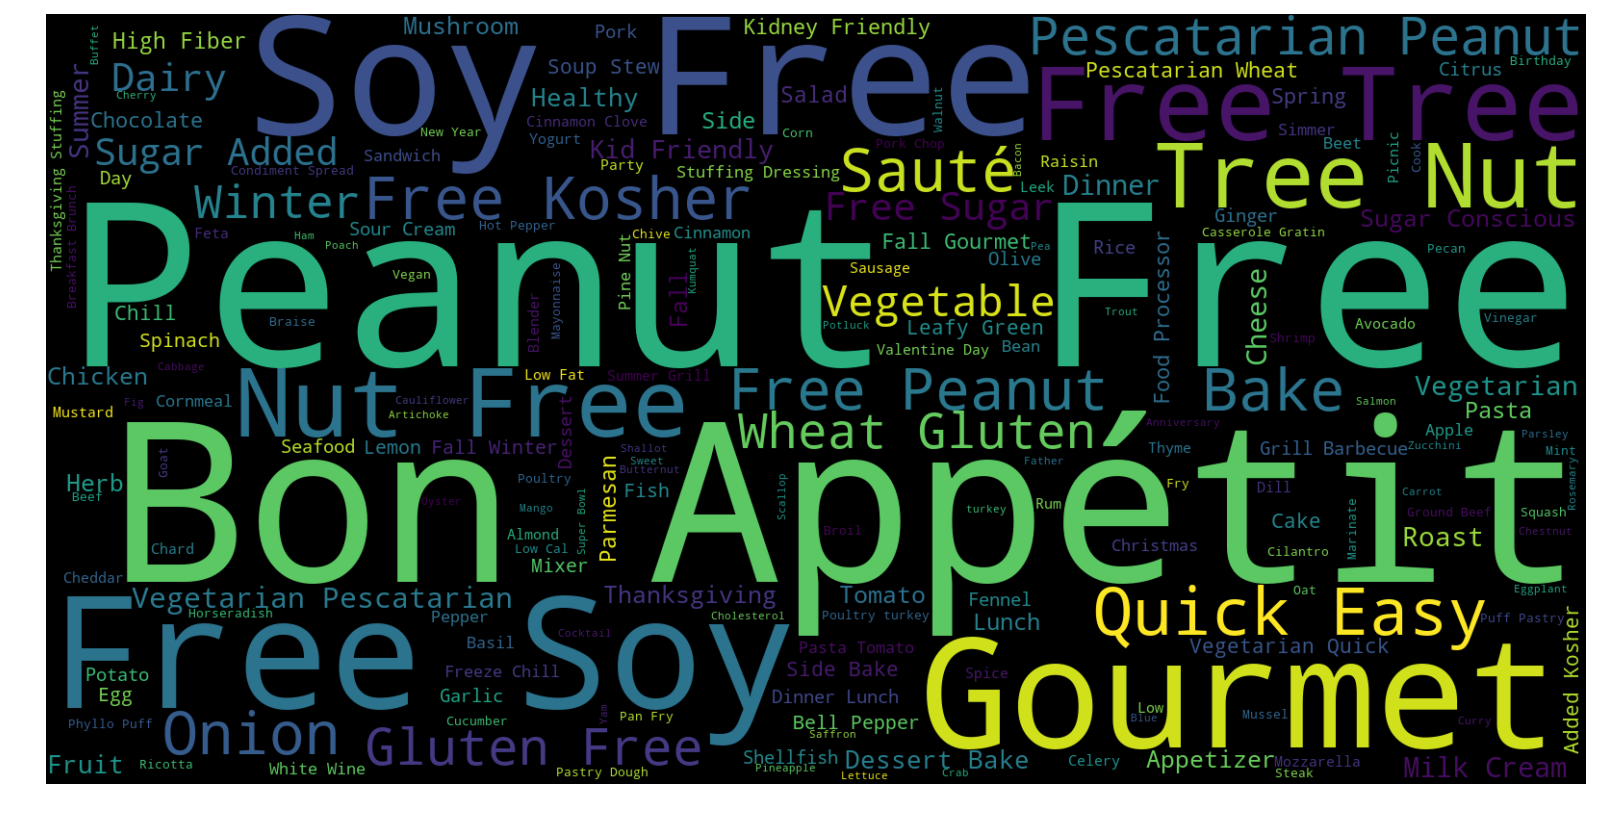 Buffet
High Fiber
Soy Free
Mushroom
Pork
Kidney Friendly
Pescatarian Peanut
Summer
Dairy
Soup Stew
Pescatarian Wheat
Citrus
Birthday
Thanksgiving Stuffing
Cherry
Healthy
Salad
Walnut
Free Tree
Spring
Chocolate
New Year
Cinnamon Clove
Side
Corn
Simmer
Sugar Added
Sandwich
Yogurt
Kid Friendly
Pork Chop
Sauté
Bacon
Raisin
Tree Nut
Beet
Picnic
Cook
Day
Condiment Spread
Party
Stuffing Dressing
Leek
Dinner
Breakfast Brunch
Winter
Free Kosher
Free Sugar
Ginger
Sugar Conscious
Peanut Free
Feta
Ham
Sour Cream
Hot Pepper
Chive
Cinnamon
Fall Gourmet
Pea
Casserole Gratin
Poach
Pine Nut
Kumquat
Olive
Rice
Pecan
Vegan
Fall
Sausage
Food Processor
Cheese
Chill
Braise
Blender
Mayonnaise
Vegetable
Trout
Avocado
Vinegar
Spinach
Potluck
Leafy Green
Shrimp
Cabbage
Valentine Day
Bean
Chicken
Nut Free
Low Fat
Summer Grill
Free Peanut
Bake
Vegetarian
Mustard
Fig
Cornmeal
Cauliflower
Artichoke
Salmon
Pasta
Bon Appétit
Wheat Gluten
Anniversary
Apple
Parsley
Seafood
Lemon
Fall Winter
Dessert
Shallot
Thyme
Grill Barbecue
Zucchini
Mint
Goat
Sweet
Father
Herb
Poultry
Parmesan
Butternut
Rosemary
Beef
Oyster
Mango
Super Bowl
Fish
Scallop
turkey
Rum
Fry
Dill
Marinate
Carrot
Ground Beef
Squash
Chard
Almond
Broil
Christmas
Cake
Roast
Chestnut
Low Cal
Cilantro
Cheddar
Mixer
Vegetarian Pescatarian
Thanksgiving
Tomato
Fennel
Quick Easy
Oat
Eggplant
Free Soy
Horseradish
Pepper
Cholesterol
Poultry turkey
Lunch
Puff Pastry
Basil
Cocktail
Pasta Tomato
Gourmet
Vegetarian Quick
Added Kosher
Potato
Freeze Chill
Side Bake
Spice
Egg
Garlic
Dinner Lunch
Low
Phyllo Puff
Onion
Cucumber
Yam
Pan Fry
Bell Pepper
Blue
Mussel
Curry
Gluten Free
Saffron
Fruit
Ricotta
White Wine
Pastry Dough
Shellfish
Pineapple
Dessert Bake
Lettuce
Crab
Celery
Appetizer
Mozzarella
Steak
Milk Cream